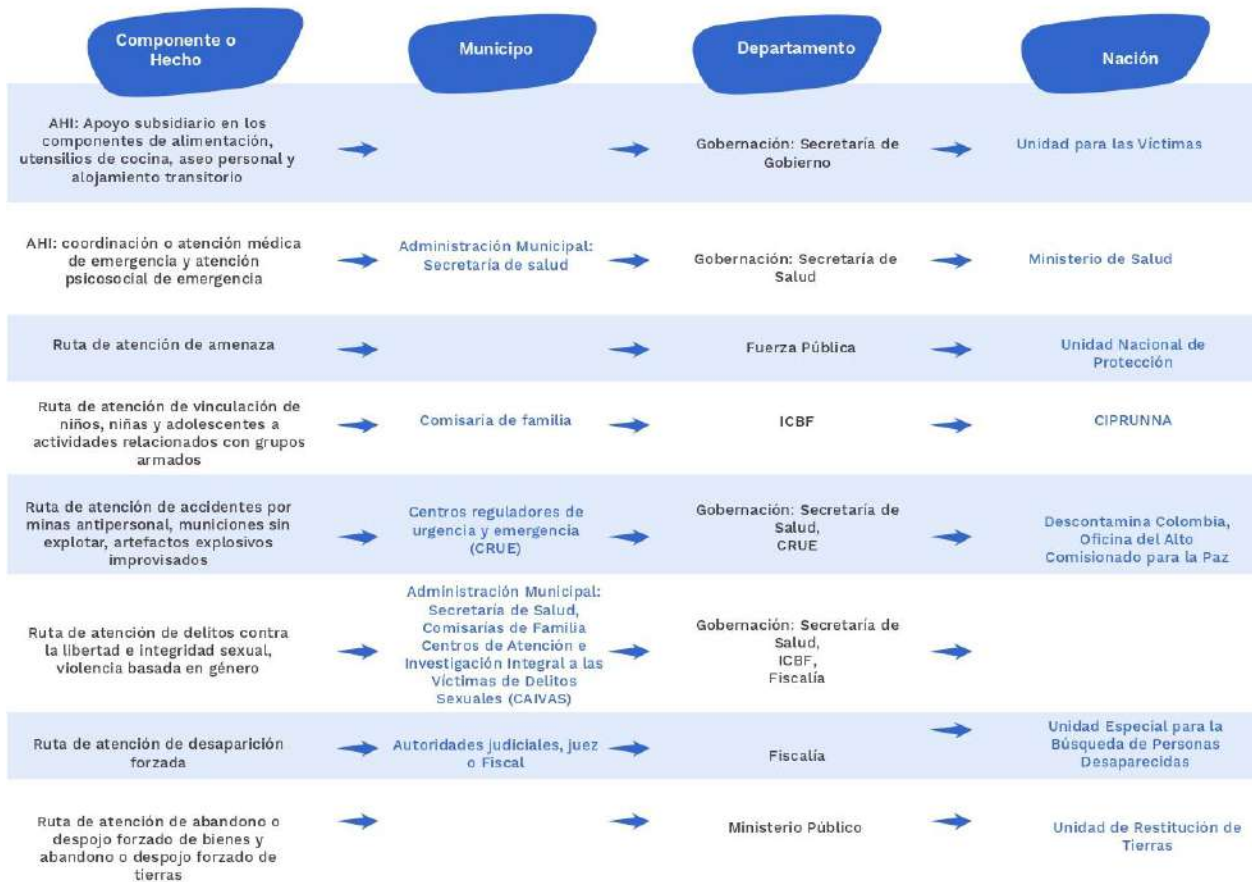 Componente o
Hecho
Municipo
Departamento
Nación
AHI: Apoyo subsidiario en los
componentes de alimentación,
utensilios de cocina, aseo personal y
alojamiento transitorio
Gobernación: Secretaría de
Gobierno
Unidad para las Víctimas
AHI: coordinación o atención médica
de emergencia y atención
psicosocial de emergencia
Administración Municipal:
Secretaría de salud
Gobernación: Secretaría de
Salud
Ministerio de Salud
Ruta de atención de amenaza
Fuerza Pública
Unidad Nacional de
Protección
Ruta de atención de vinculación de
niños, niñas y adolescentes a
actividades relacionados con grupos
armados
Comisaría de familia
ICBF
CIPRUNNA
Ruta de atención de accidentes por
minas antipersonal, municiones sin
explotar, artefactos explosivos
improvisados
Centros reguladores de
urgencia y emergencia
(CRUE)
Gobernación: Secretaría de
Salud,
CRUE
Descontamina Colombia,
Oficina del Alto
Comisionado para la Paz
Ruta de atención de delitos contra
la libertad e integridad sexual,
violencia basada en género
Administración Municipal:
Secretaría de Salud,
Comisarías de Familia
Centros de Atención e
Investigación Integral a las
Víctimas de Delitos
Sexuales (CAIVAS)
Gobernación: Secretaría de
Salud,
ICBF,
Fiscalía
Ruta de atención de desaparición
forzada
Autoridades judiciales, juez
o Fiscal
Fiscalía
Unidad Especial para la
Búsqueda de Personas
Desaparecidas
Ruta de atención de abandono o
despojo forzado de bienes y
abandono o despojo forzado de
tierras
Ministerio Público
Unidad de Restitución de
Tierras